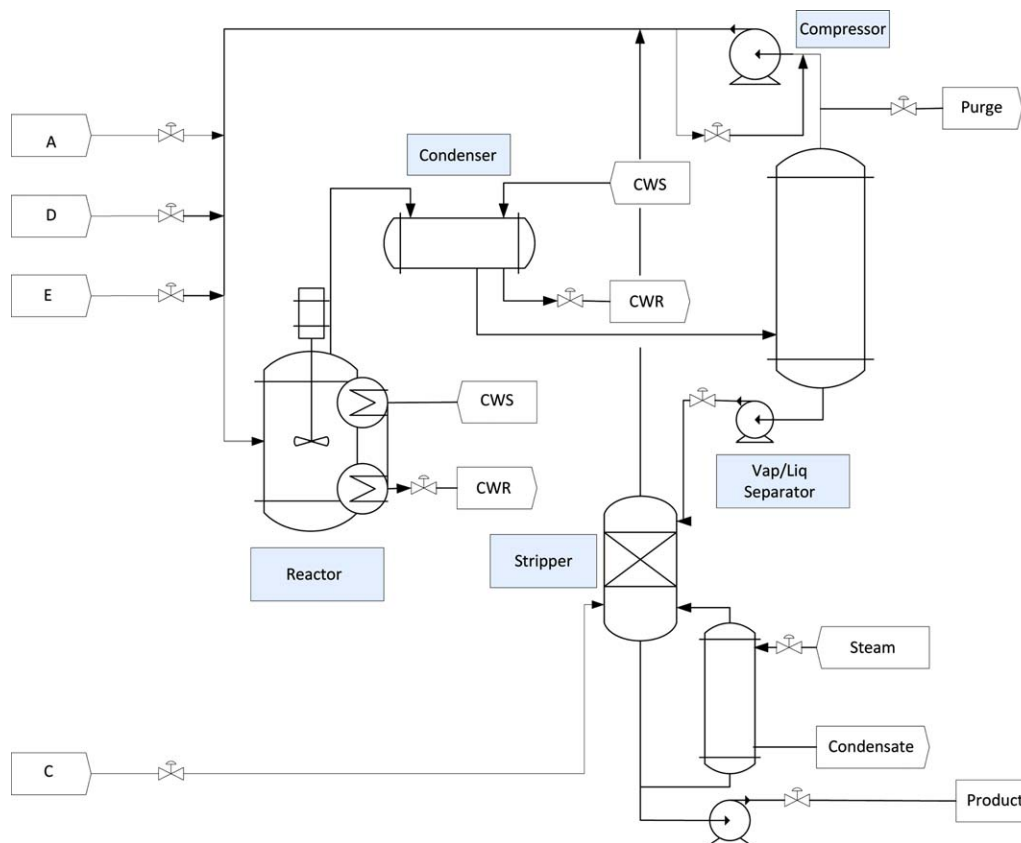 Compressor
Purge
A
Condenser
CWS
D
E
CWR
CWS
Vap/Liq
Separator
CWR
Stripper
Reactor
Steam
Condensate
C
Product